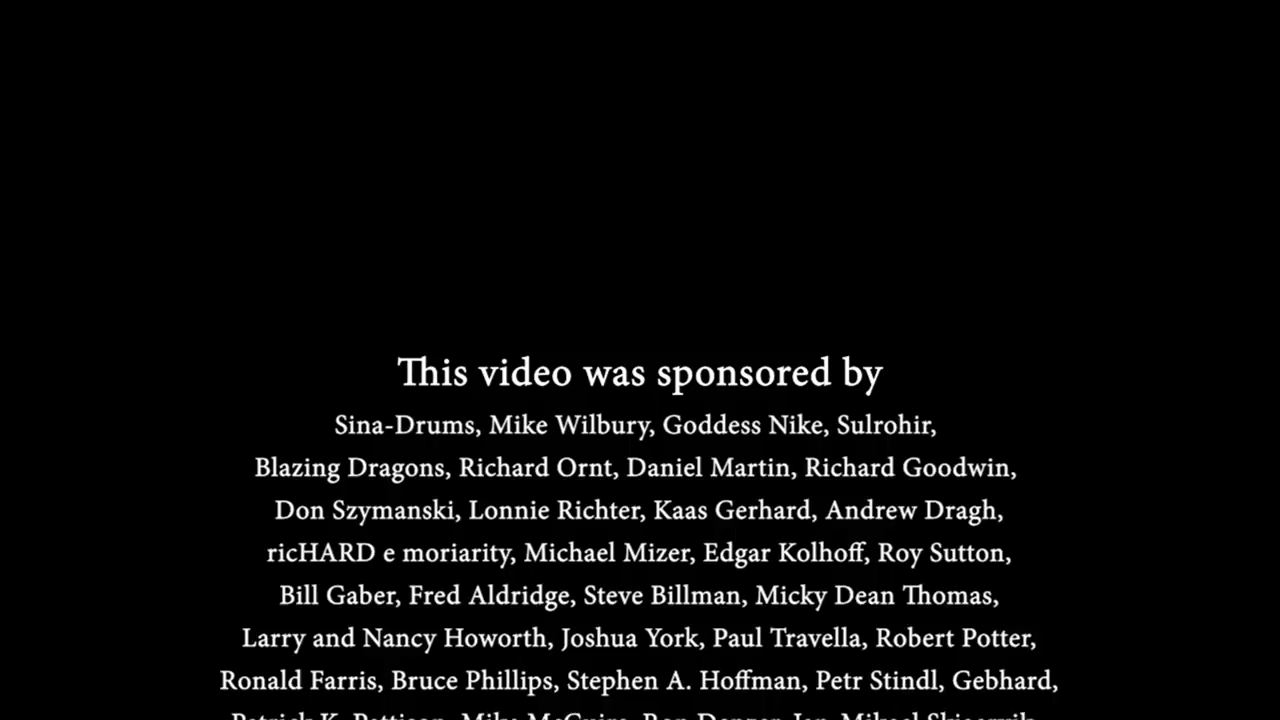 This video was sponsored by
Sina-Drums, Mike Wilbury, Goddess Nike, Sulrohir,
Blazing Dragons, Richard Ornt, Daniel Martin, Richard Goodwin,
Don Szymanski, Lonnie Richter, Kaas Gerhard, Andrew Dragh,
ricHARD e moriarity, Michael Mizer, Edgar Kolhoff, Roy Sutton,
Bill Gaber, Fred Aldridge, Steve Billman, Micky Dean Thomas,
Larry and Nancy Howorth, Joshua York, Paul Travella, Robert Potter,
Ronald Farris, Bruce Phillips, Stephen A. Hoffman, Petr Stindl, Gebhard,